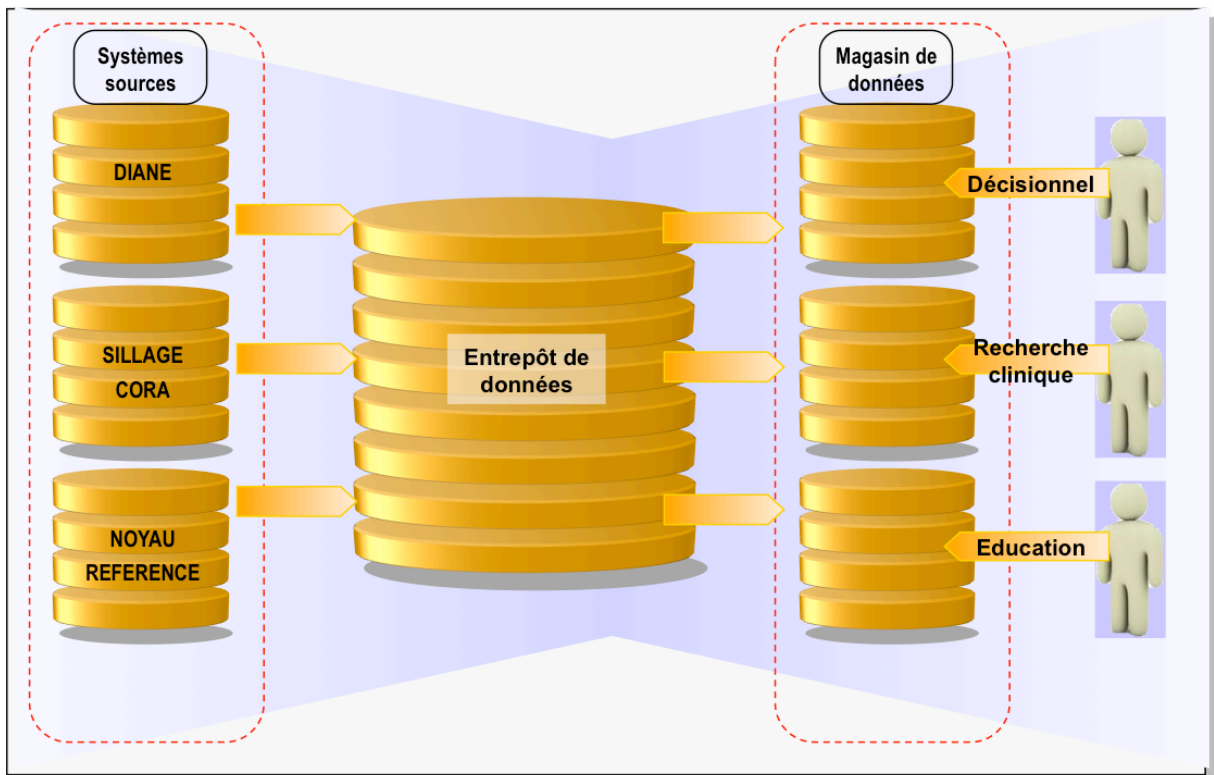 Systèmes
sources
DIANE
SILLAGE
CORA
NOYAU
REFERENCE
Entrepôt de
données
Magasin de
données
Décisionnel
Recherche
clinique
Education